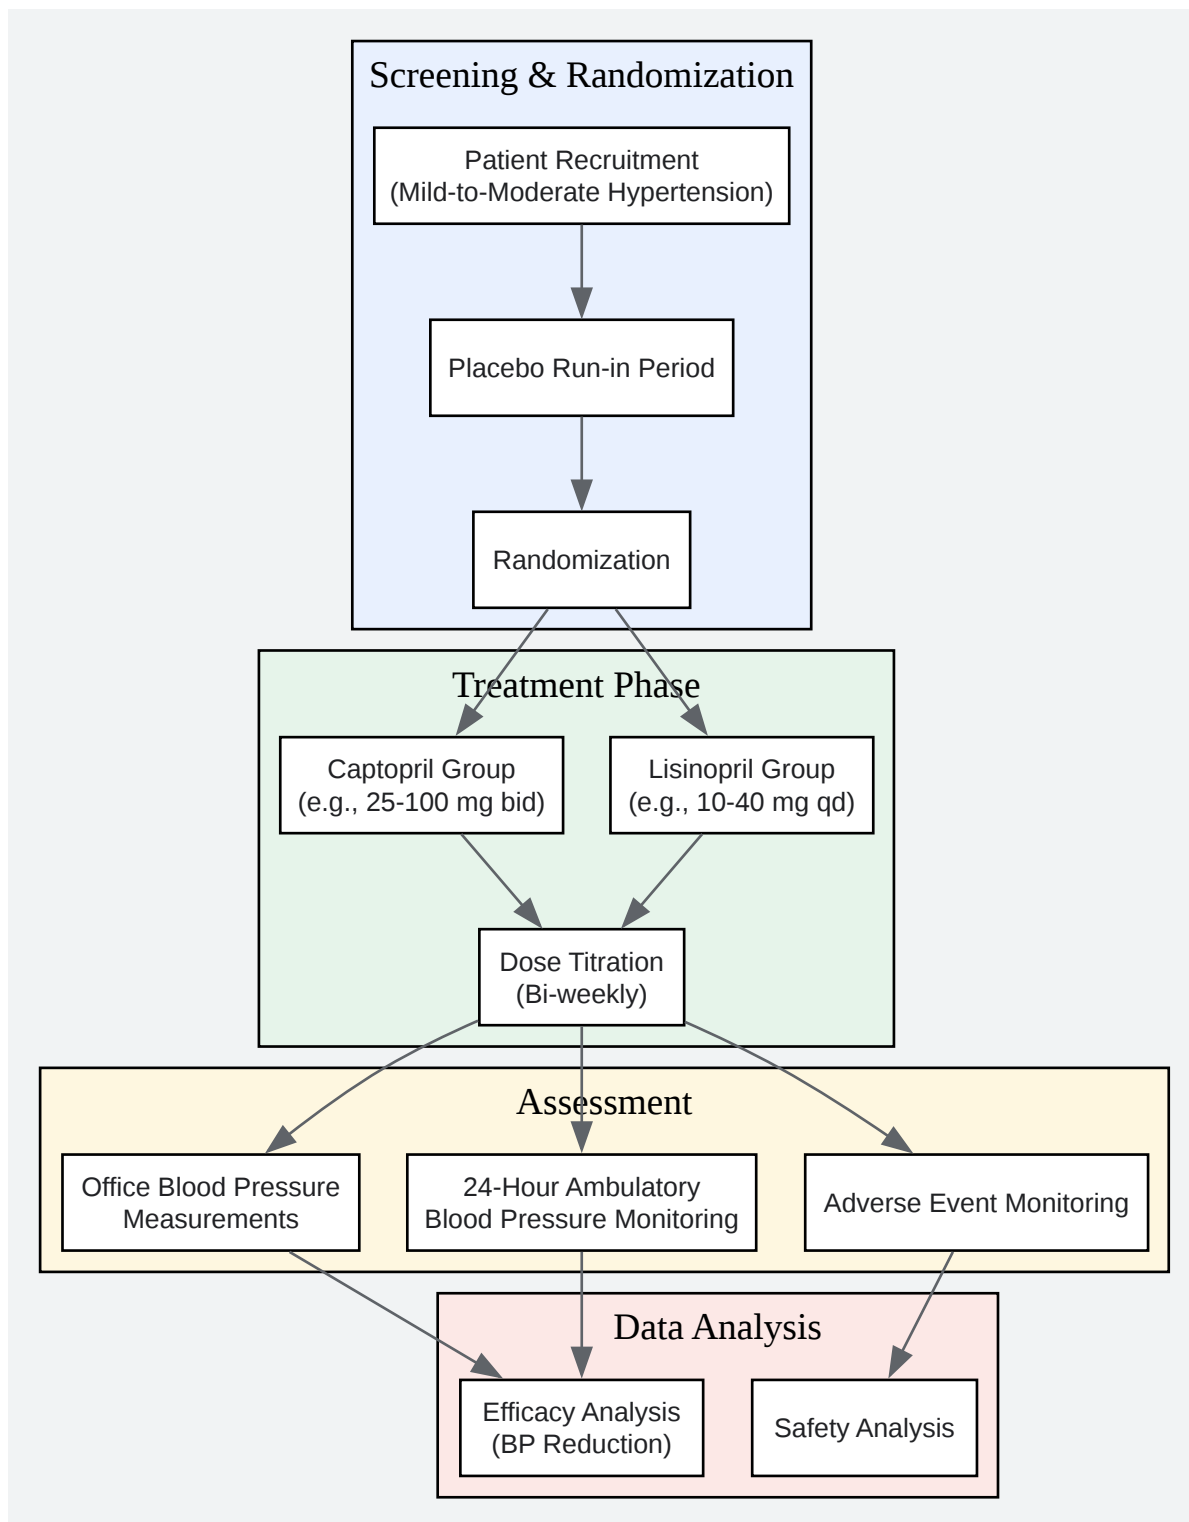 Screening & Randomization
Patient Recruitment
(Mild-to-Moderate Hypertension)
Placebo Run-in Period
Randomization
Treatment Phase
Captopril Group
(e.g., 25-100 mg bid)
Lisinopril Group
(e.g., 10-40 mg qd)
Dose Titration
(Bi-weekly)
Assessment
Office Blood Pressure
Measurements
24-Hour Ambulatory
Blood Pressure Monitoring
Adverse Event Monitoring
Data Analysis
Efficacy Analysis
(BP Reduction)
Safety Analysis